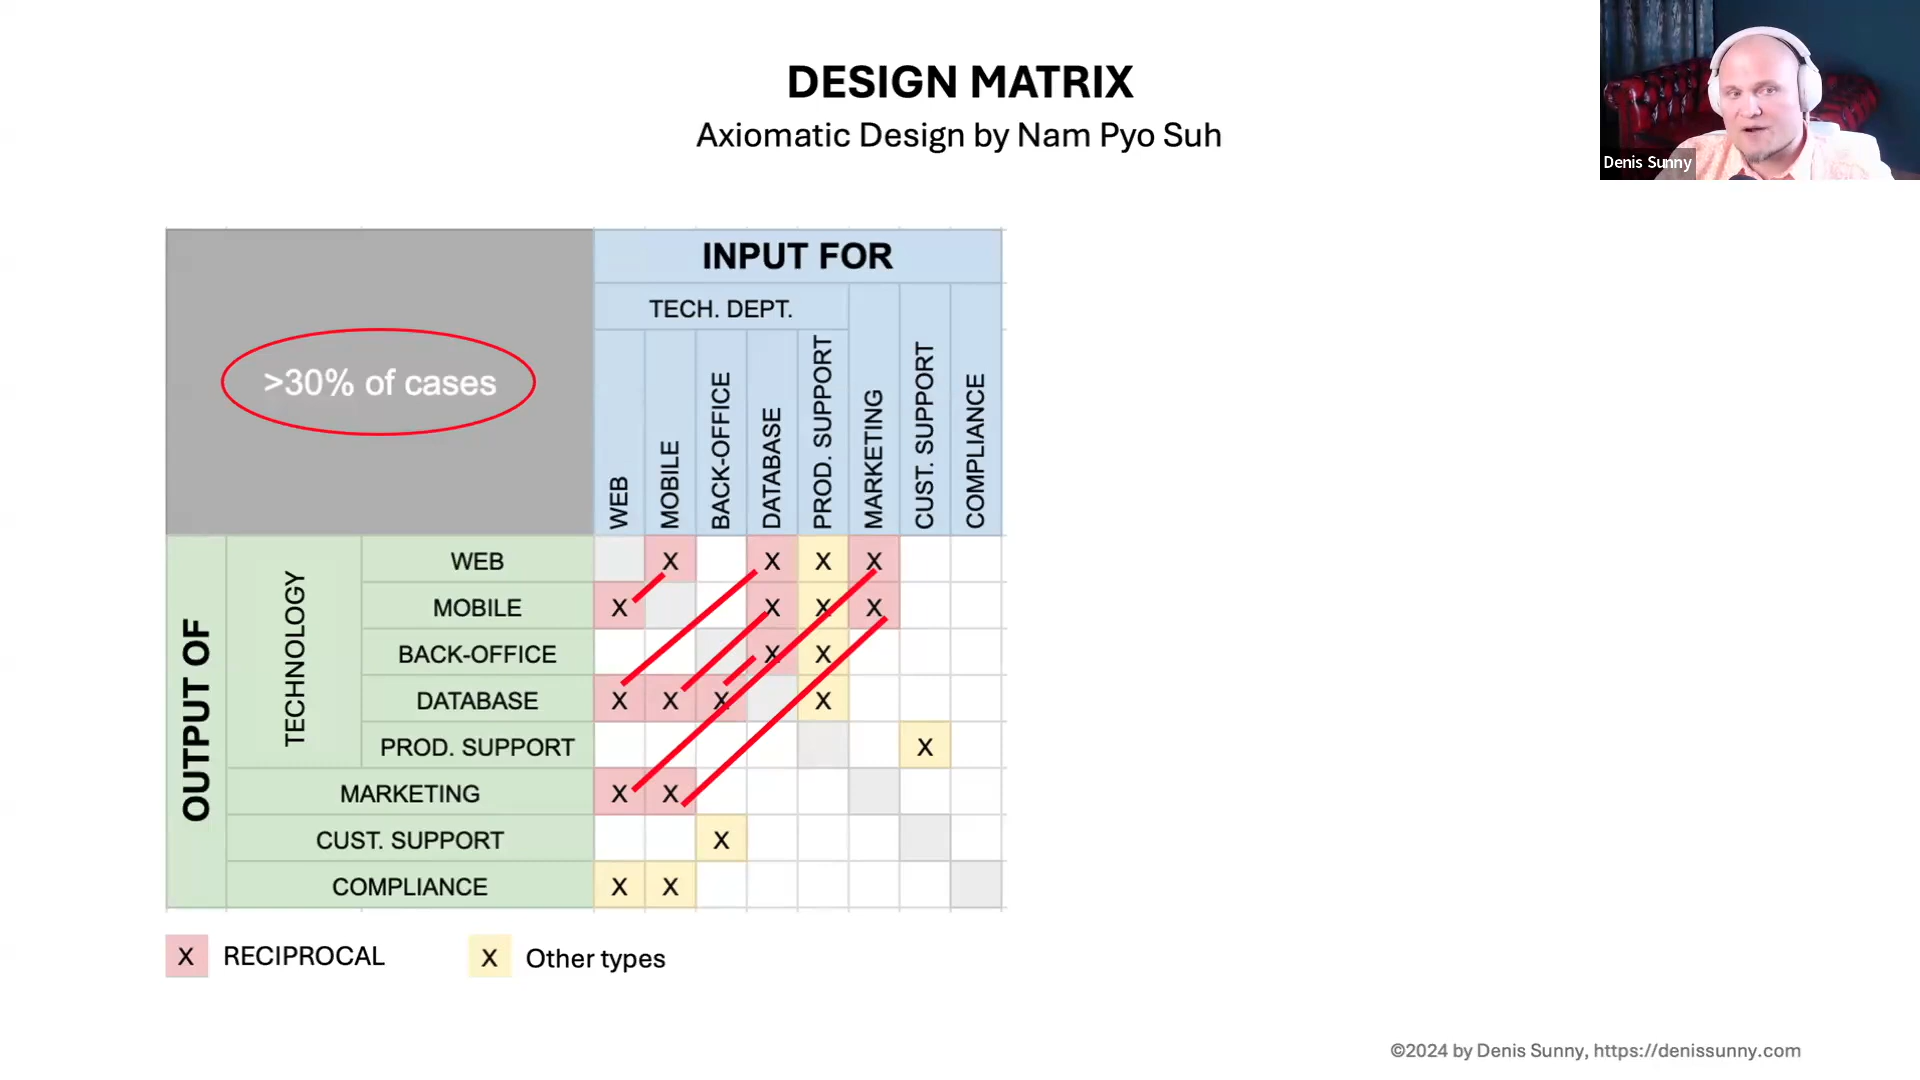 DESIGN MATRIX
Axiomatic Design by Nam Pyo Suh
Denis Sunny
>30% of cases
INPUT FOR
TECH. DEPT.
WEB
MOBILE
BACK-OFFICE
DATABASE
PROD. SUPPORT
MARKETING
CUST. SUPPORT
COMPLIANCE
OUTPUT OF
TECHNOLOGY
WEB X X X X
MOBILE X X X X
BACK-OFFICE X X
DATABASE X X X X
PROD. SUPPORT X
MARKETING X X
CUST. SUPPORT X
COMPLIANCE X X
X RECIPROCAL
X Other types
©2024 by Denis Sunny, https://denissunny.com